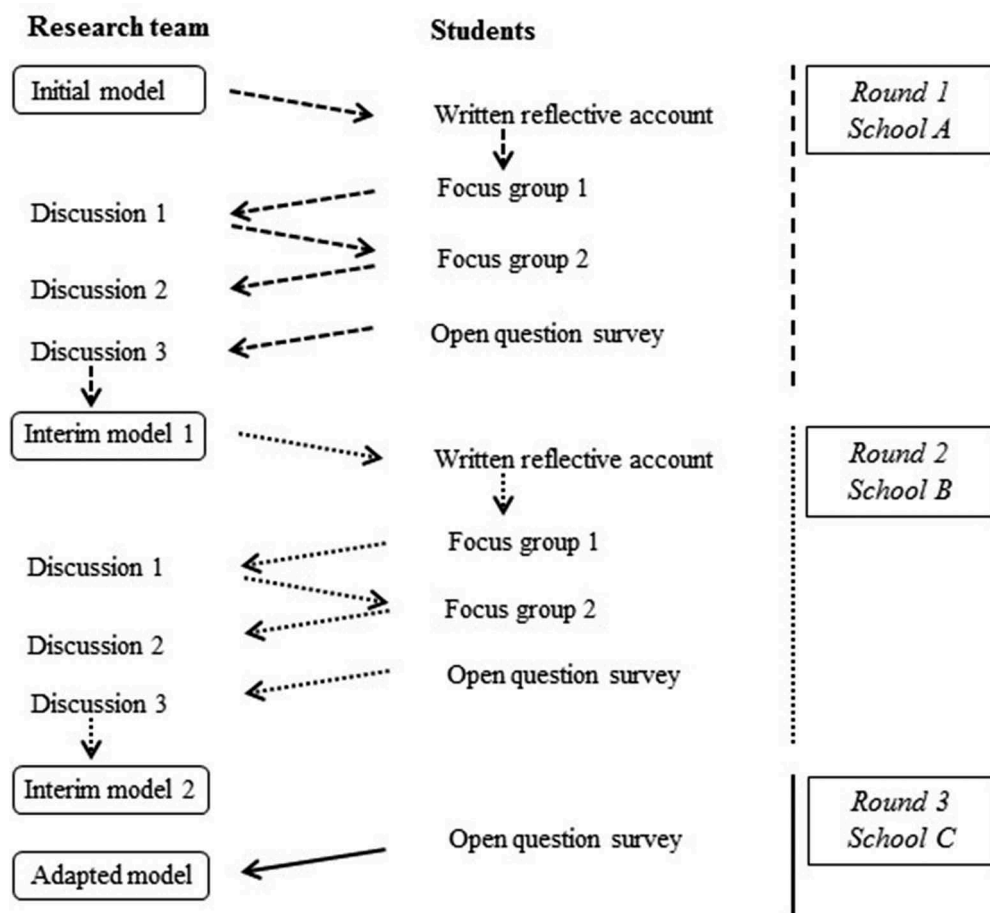 Research team
Students
Initial model
Written reflective account
Round 1
School A
Focus group 1
Discussion 1
Focus group 2
Discussion 2
Open question survey
Discussion 3
Interim model 1
Written reflective account
Round 2
School B
Focus group 1
Discussion 1
Focus group 2
Discussion 2
Open question survey
Discussion 3
Interim model 2
Round 3
School C
Open question survey
Adapted model